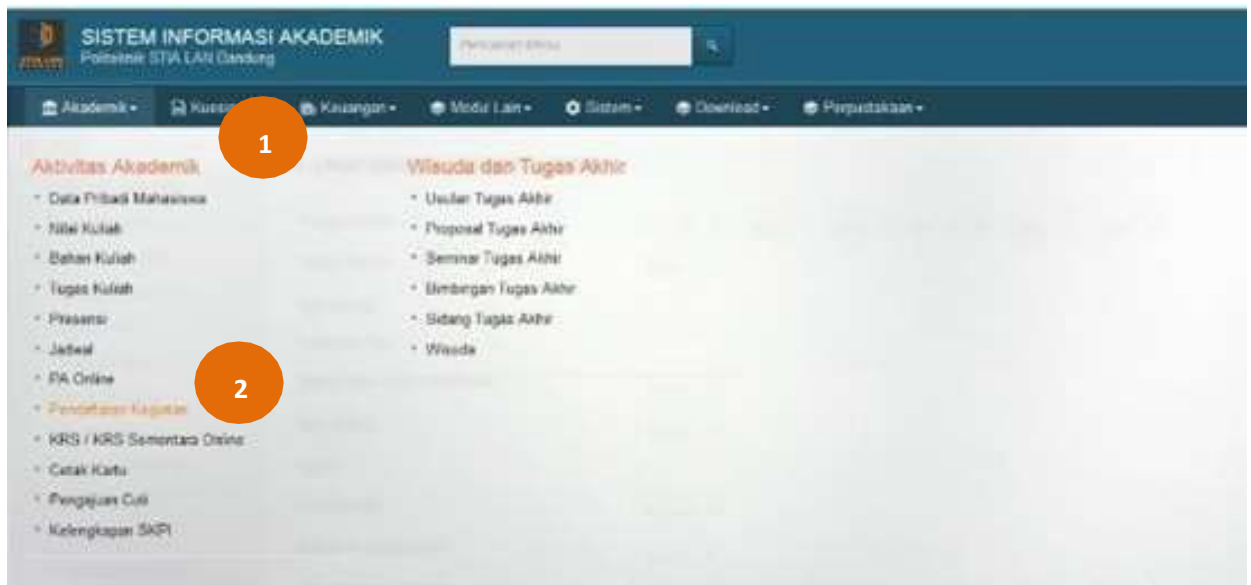 SISTEM INFORMASI AKADEMIK
Politeknik STIA LAN Bandung
Pencarian Menu
Akademik
Keuangan
Modul Lain
Sistem
Download
Perpustakaan
1
Aktivitas Akademik
Data Pribadi Mahasiswa
Nilai Kuliah
Bahan Kuliah
Tugas Kuliah
Presensi
Jadwal
PA Online
2
Pendaftaran Kegiatan
KRS / KRS Sementara Online
Cetak Kartu
Pengajuan Cuti
Kelengkapan SKPI
Wisuda dan Tugas Akhir
Usulan Tugas Akhir
Proposal Tugas Akhir
Seminar Tugas Akhir
Bimbingan Tugas Akhir
Sidang Tugas Akhir
Wisuda